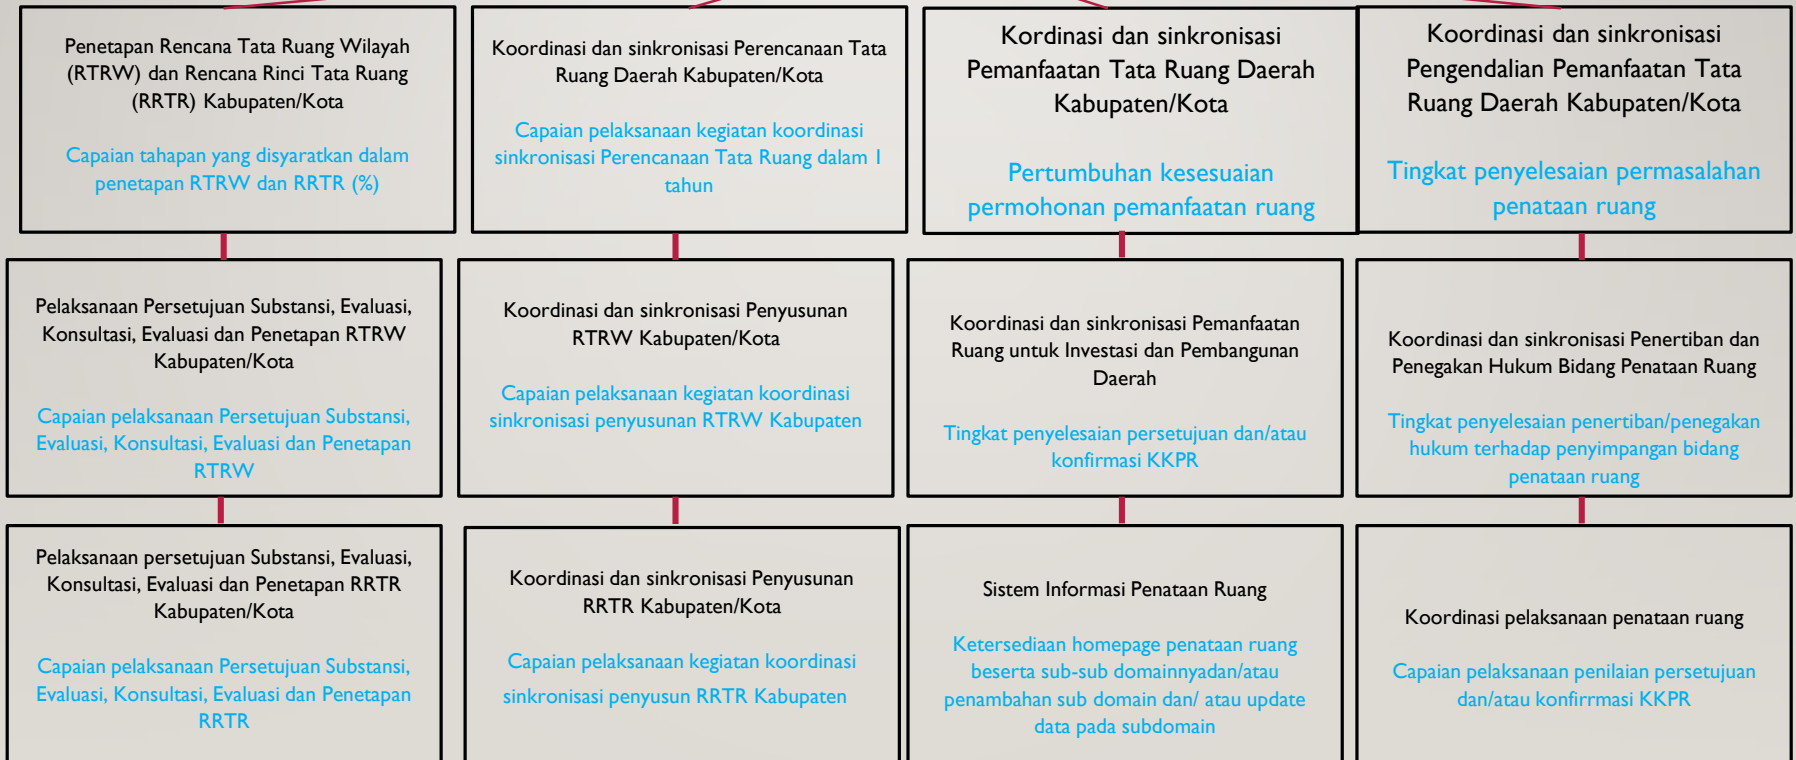 Penetapan Rencana Tata Ruang Wilayah
(RTRW) dan Rencana Rinci Tata Ruang
(RRTR) Kabupaten/Kota
Capaian tahapan yang disyaratkan dalam
penetapan RTRW dan RRTR (%)
Koordinasi dan sinkronisasi Perencanaan Tata
Ruang Daerah Kabupaten/Kota
Capaian pelaksanaan kegiatan koordinasi
sinkronisasi Perencanaan Tata Ruang dalam 1
tahun
Kordinasi dan sinkronisasi
Pemanfaatan Tata Ruang Daerah
Kabupaten/Kota
Pertumbuhan kesesuaian
permohonan pemanfaatan ruang
Koordinasi dan sinkronisasi
Pengendalian Pemanfaatan Tata
Ruang Daerah Kabupaten/Kota
Tingkat penyelesaian permasalahan
penataan ruang
Pelaksanaan Persetujuan Substansi, Evaluasi,
Konsultasi, Evaluasi dan Penetapan RTRW
Kabupaten/Kota
Capaian pelaksanaan Persetujuan Substansi,
Evaluasi, Konsultasi, Evaluasi dan Penetapan
RTRW
Koordinasi dan sinkronisasi Penyusunan
RTRW Kabupaten/Kota
Capaian pelaksanaan kegiatan koordinasi
sinkronisasi penyusunan RTRW Kabupaten
Koordinasi dan sinkronisasi Pemanfaatan
Ruang untuk Investasi dan Pembangunan
Daerah
Tingkat penyelesaian persetujuan dan/atau
konfirmasi KKPR
Koordinasi dan sinkronisasi Penertiban dan
Penegakan Hukum Bidang Penataan Ruang
Tingkat penyelesaian penertiban/penegakan
hukum terhadap penyimpangan bidang
penataan ruang
Pelaksanaan persetujuan Substansi, Evaluasi,
Konsultasi, Evaluasi dan Penetapan RRTR
Kabupaten/Kota
Capaian pelaksanaan Persetujuan Substansi,
Evaluasi, Konsultasi, Evaluasi dan Penetapan
RRTR
Koordinasi dan sinkronisasi Penyusunan
RRTR Kabupaten/Kota
Capaian pelaksanaan kegiatan koordinasi
sinkronisasi penyusun RRTR Kabupaten
Sistem Informasi Penataan Ruang
Ketersediaan homepage penataan ruang
beserta sub-sub domainnyadan/atau
penambahan sub domain dan/ atau update
data pada subdomain
Koordinasi pelaksanaan penataan ruang
Capaian pelaksanaan penilaian persetujuan
dan/atau konfirrmasi KKPR